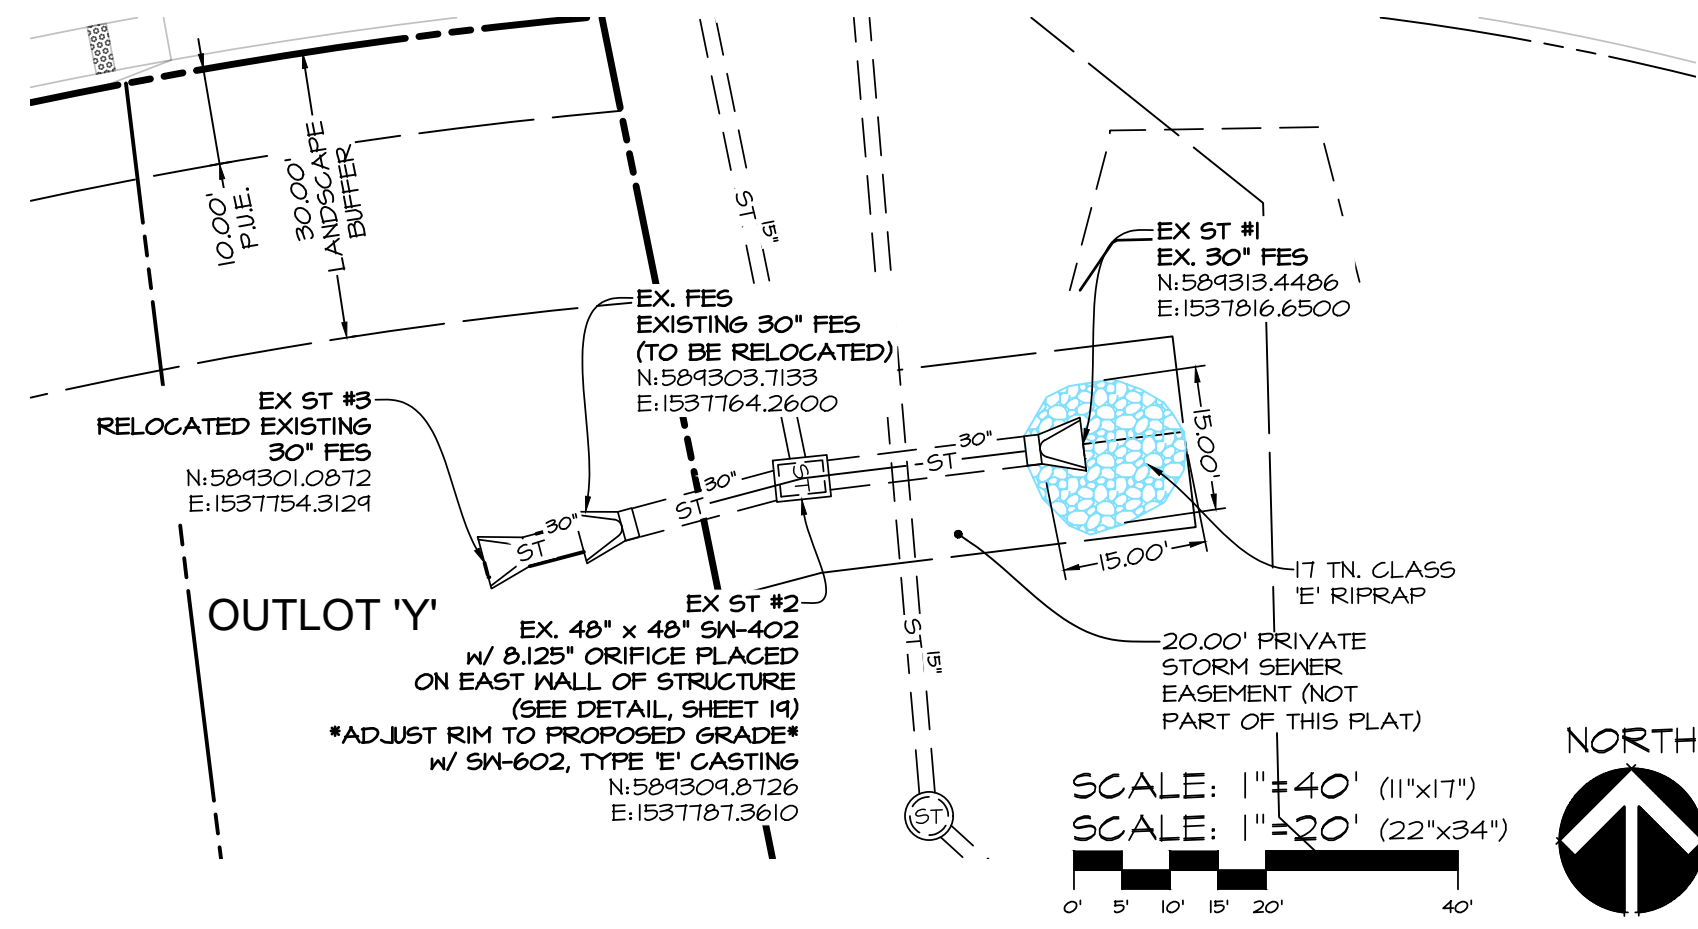 10.00'
P.U.E.
30.00'
LANDSCAPE
BUFFER
ST
15"
EX ST #1
EX. 30" FES
N:589313.4486
E:1537816.6500
EX. FES
EXISTING 30" FES
(TO BE RELOCATED)
N:589303.7133
E:1537764.2600
EX ST #3
RELOCATED EXISTING
30" FES
N:589301.0872
E:1537754.3129
30"
ST
30"
ST
ST
30"
ST
15.00'
15.00'
17 TN. CLASS
'E' RIPRAP
OUTLOT 'Y'
EX ST #2
EX. 48" x 48" SW-402
w/ 8.125" ORIFICE PLACED
ON EAST WALL OF STRUCTURE
(SEE DETAIL, SHEET 19)
*ADJUST RIM TO PROPOSED GRADE*
w/ SW-602, TYPE 'E' CASTING
N:589309.8726
E:1537787.3610
ST
15"
ST
20.00' PRIVATE
STORM SEWER
EASEMENT (NOT
PART OF THIS PLAT)
NORTH
SCALE: 1"=40' (11"x17")
SCALE: 1"=20' (22"x34")
0' 5' 10' 15' 20' 40'